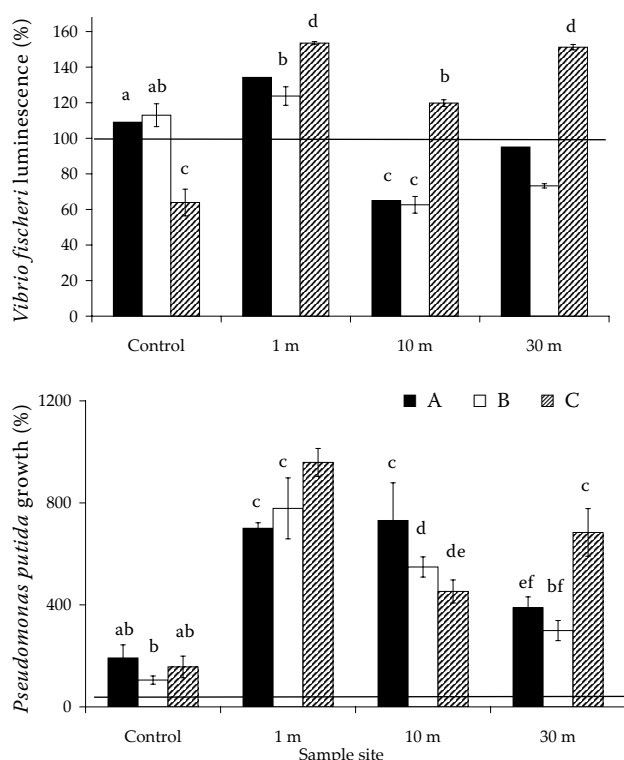 Vibrio fischeri luminescence (%)
160
140
120
100
80
60
40
20
0
a
ab
c
b
d
c
c
b
d
Control
1 m
10 m
30 m
Pseudomonas putida growth (%)
1200
800
400
0
A
B
C
ab
b
ab
c
c
c
d
de
ef
bf
c
Control
1 m
10 m
30 m
Sample site